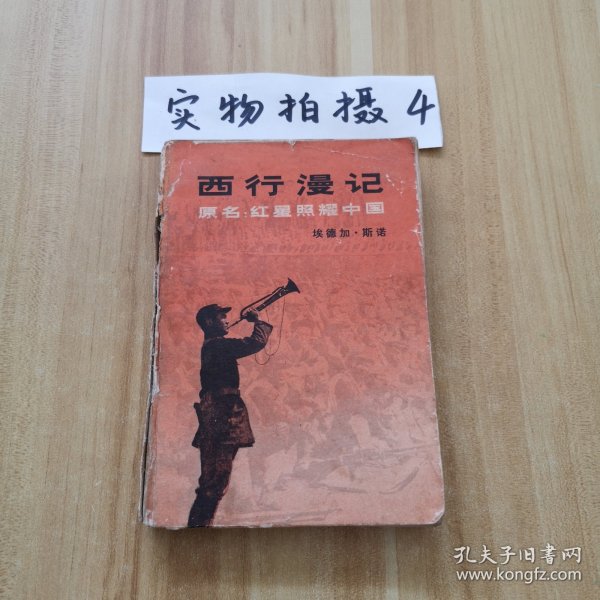 实物拍摄4
西行漫记
原名:红星照耀中国
埃德加·斯诺
孔夫子旧书网
www.kongfz.com